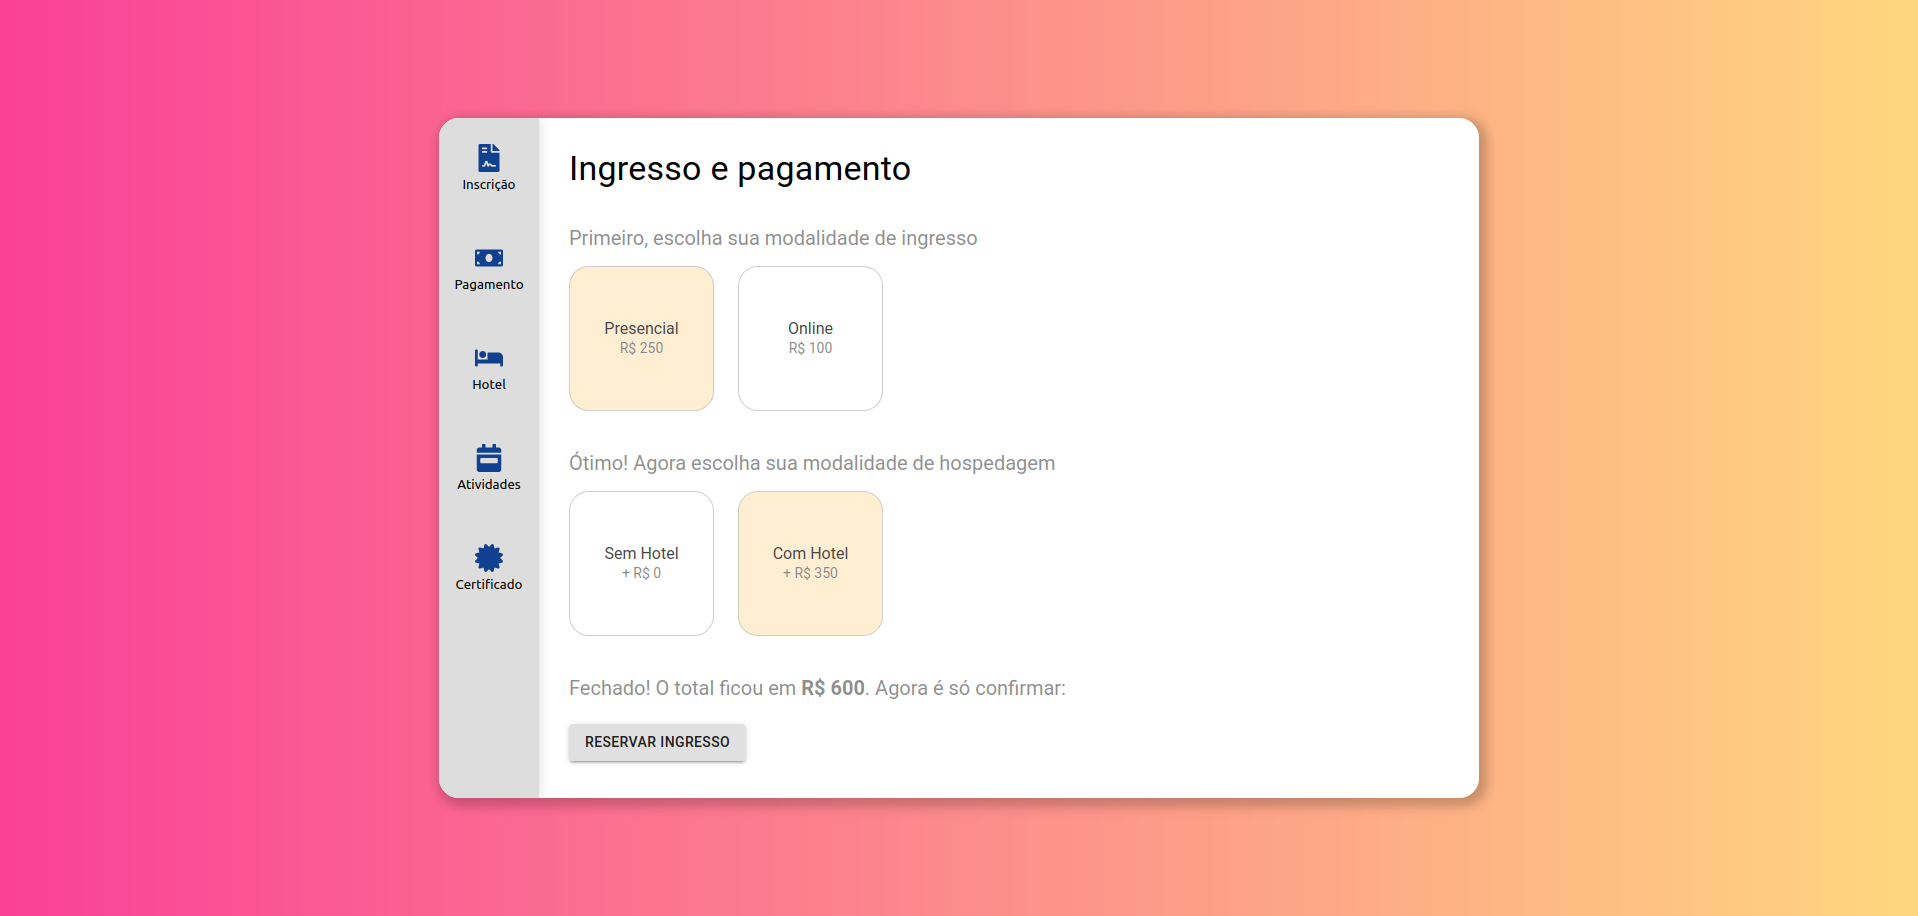 Inscrição
Pagamento
Hotel
Atividades
Certificado
Ingresso e pagamento
Primeiro, escolha sua modalidade de ingresso
Presencial
R$ 250
Online
R$ 100
Ótimo! Agora escolha sua modalidade de hospedagem
Sem Hotel
+ R$ 0
Com Hotel
+ R$ 350
Fechado! O total ficou em R$ 600. Agora é só confirmar:
RESERVAR INGRESSO